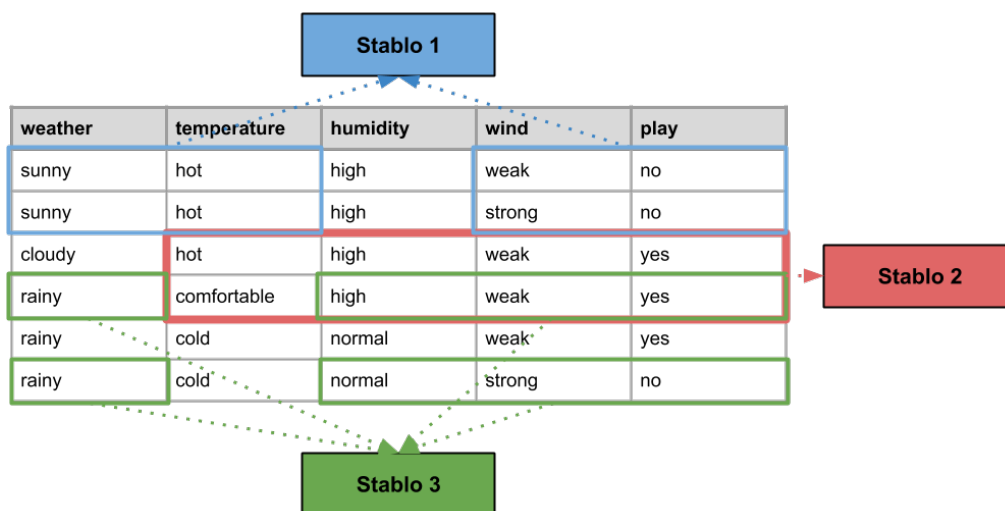 Stablo 1
weather temperature humidity wind play
sunny hot high weak no
sunny hot high strong no
cloudy hot high weak yes
Stablo 2
rainy comfortable high weak yes
rainy cold normal weak yes
rainy cold normal strong no
Stablo 3